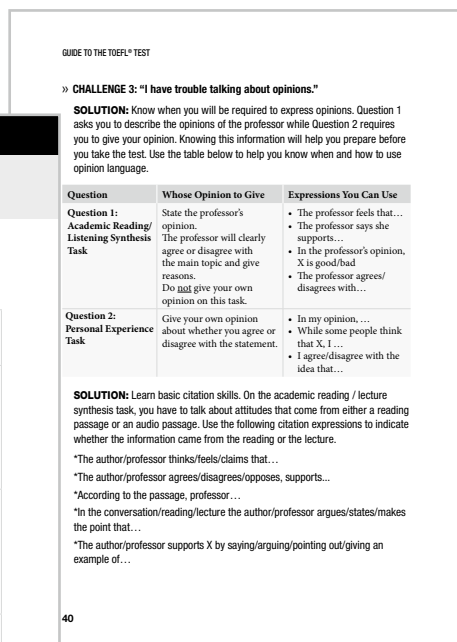 GUIDE TO THE TOEFL® TEST
» CHALLENGE 3: “I have trouble talking about opinions.”
SOLUTION: Know when you will be required to express opinions. Question 1
asks you to describe the opinions of the professor while Question 2 requires
you to give your opinion. Knowing this information will help you prepare before
you take the test. Use the table below to help you know when and how to use
opinion language.
Question Whose Opinion to Give Expressions You Can Use
Question 1:
Academic Reading/
Listening Synthesis
Task
State the professor’s
opinion.
The professor will clearly
agree or disagree with
the main topic and give
reasons.
Do not give your own
opinion on this task.
• The professor feels that…
• The professor says she
supports…
• In the professor’s opinion,
X is good/bad
• The professor agrees/
disagrees with…
Question 2:
Personal Experience
Task
Give your own opinion
about whether you agree or
disagree with the statement.
• In my opinion, …
• While some people think
that X, I …
• I agree/disagree with the
idea that…
SOLUTION: Learn basic citation skills. On the academic reading / lecture
synthesis task, you have to talk about attitudes that come from either a reading
passage or an audio passage. Use the following citation expressions to indicate
whether the information came from the reading or the lecture.
*The author/professor thinks/feels/claims that…
*The author/professor agrees/disagrees/opposes, supports...
*According to the passage, professor…
*In the conversation/reading/lecture the author/professor argues/states/makes
the point that…
*The author/professor supports X by saying/arguing/pointing out/giving an
example of…
40